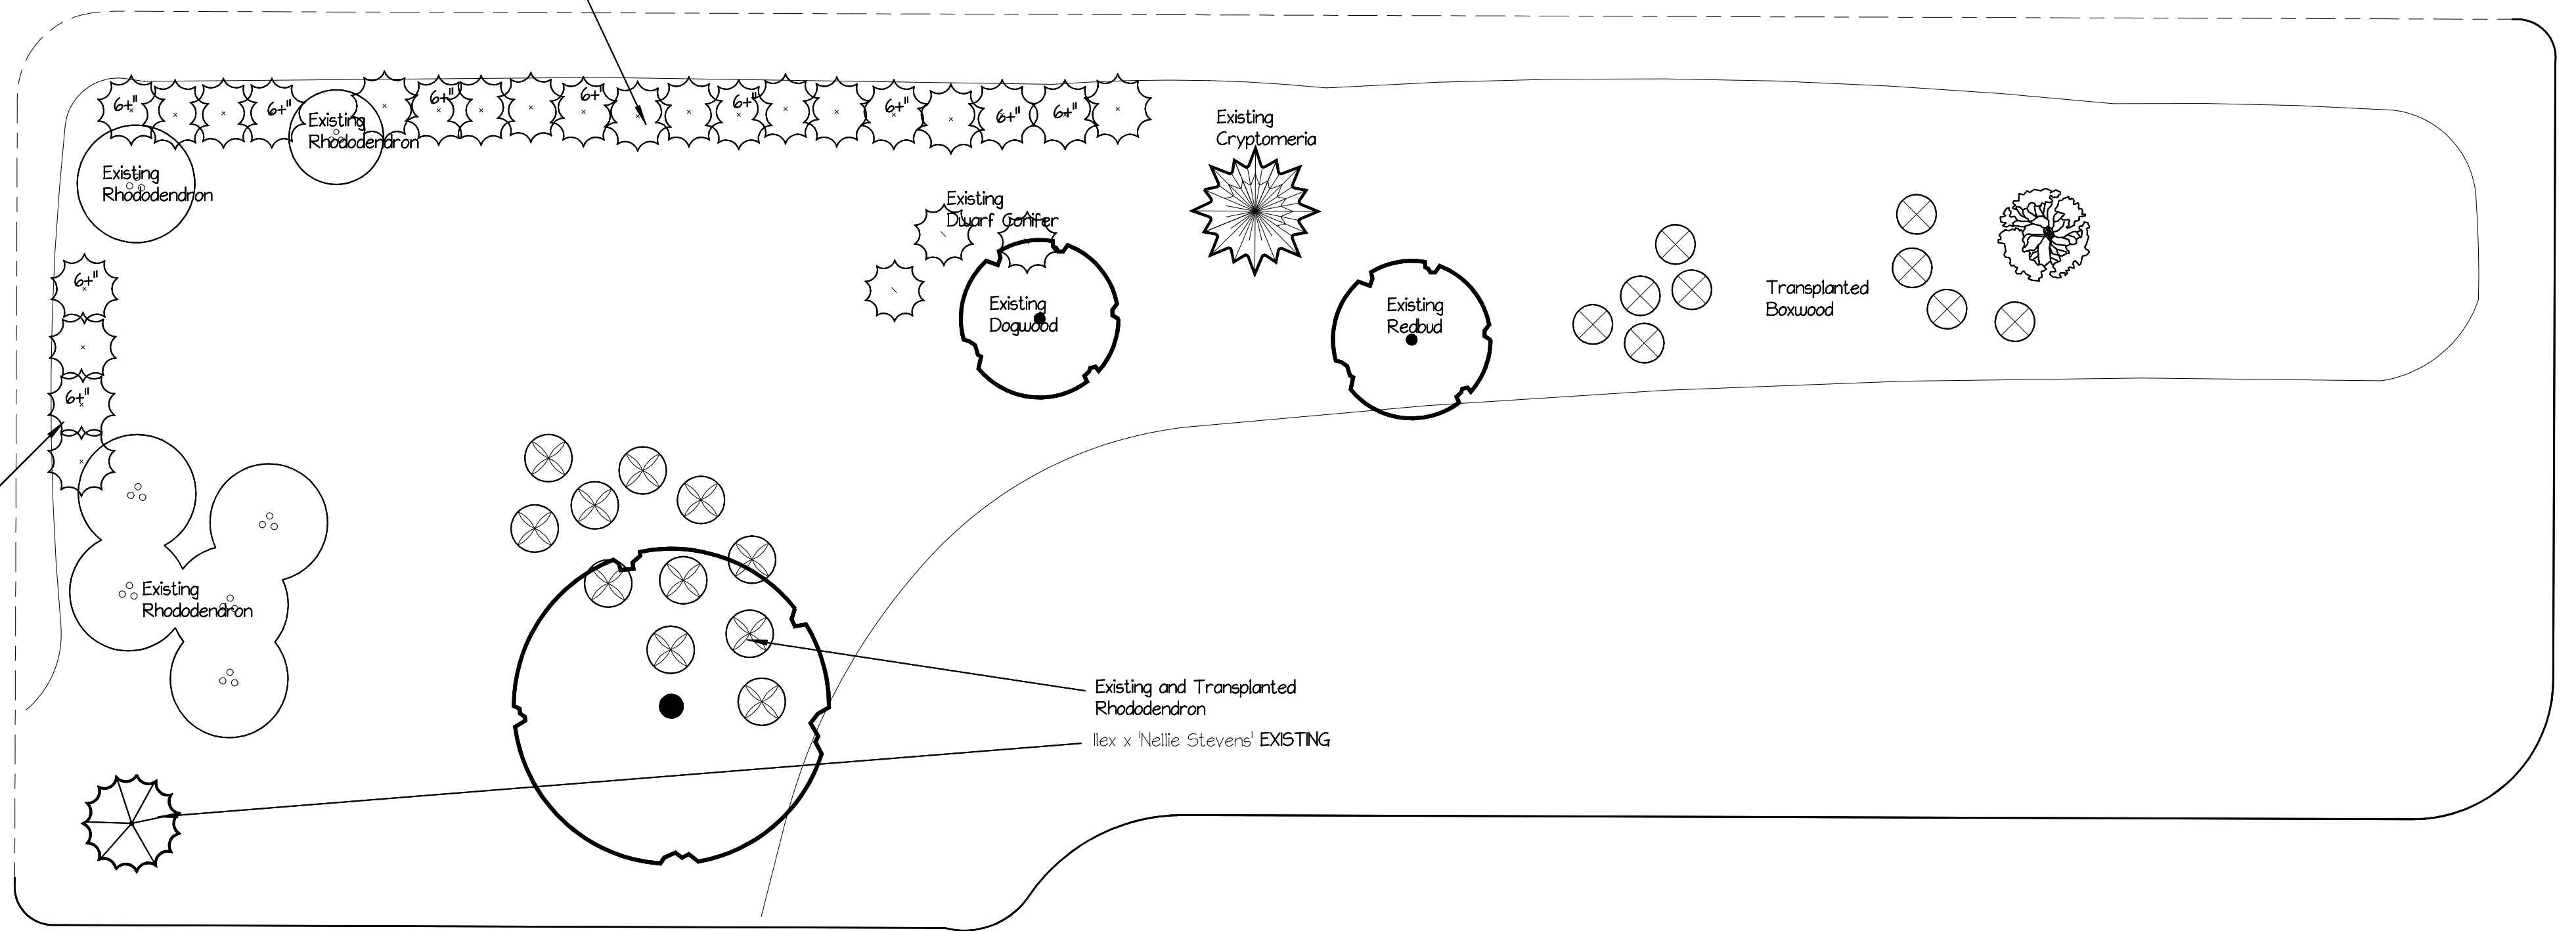 6+"
6+"
6+"
6+"
6+"
6+"
6+"
6+"
Existing
Rhododendron
Existing
Cryptomeria
Existing
Rhododendron
Existing
Dwarf Conifer
6+"
Existing
Dogwood
Existing
Redbud
Transplanted
Boxwood
6+"
Existing
Rhododendron
Existing and Transplanted
Rhododendron
Ilex x 'Nellie Stevens' EXISTING